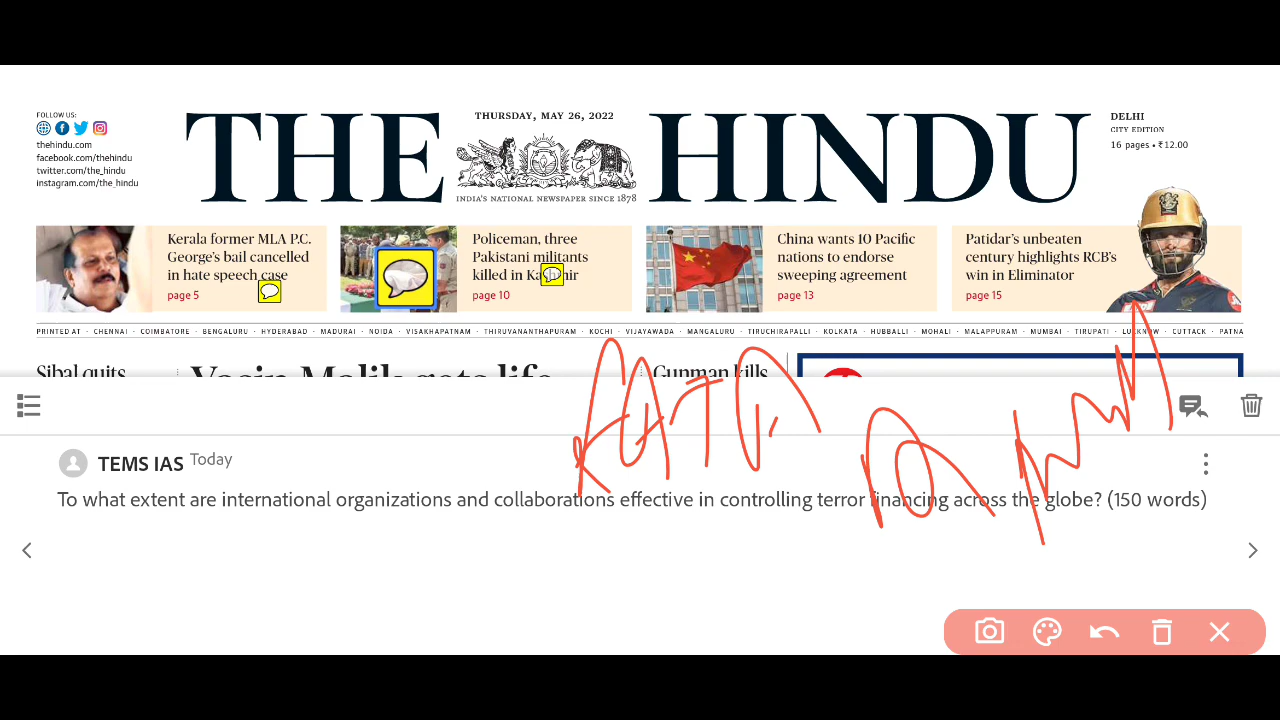 FOLLOW US:
thehindu.com
facebook.com/thehindu
twitter.com/the_hindu
instagram.com/the_hindu
THE HINDU
THURSDAY, MAY 26, 2022
INDIA'S NATIONAL NEWSPAPER SINCE 1878
DELHI
CITY EDITION
16 pages • ₹12.00
Kerala former MLA P.C.
George's bail cancelled
in hate speech case
page 5
Policeman, three
Pakistani militants
killed in Kashmir
page 10
China wants 10 Pacific
nations to endorse
sweeping agreement
page 13
Patidar's unbeaten
century highlights RCB's
win in Eliminator
page 15
PRINTED AT · CHENNAI · COIMBATORE · BENGALURU · HYDERABAD · MADURAI · NOIDA · VISAKHAPATNAM · THIRUVANANTHAPURAM · KOCHI · VIJAYAWADA · MANGALURU · TIRUCHIRAPALLI · KOLKATA · HUBBALLI · MOHALI · MALAPPURAM · MUMBAI · TIRUPATI · LUCKNOW · CUTTACK · PATNA
Sibal quits
Yasin Malik gets life
Gunman kills
TEMS IAS Today
To what extent are international organizations and collaborations effective in controlling terror financing across the globe? (150 words)